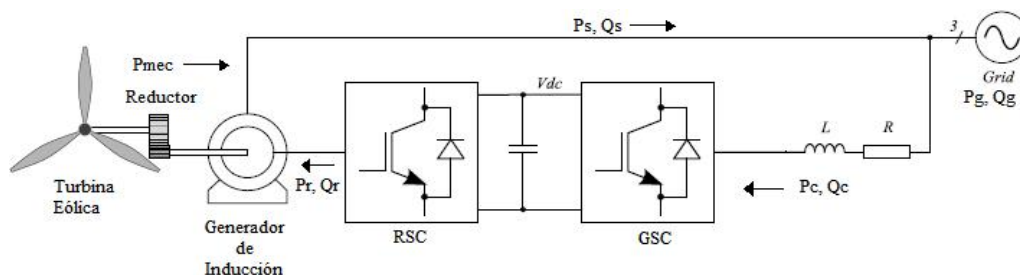 Ps, Qs
3
Grid
Pg, Qg
Pmec
Reductor
Vdc
L
R
Pr, Qr
Pc, Qc
Turbina
Eólica
RSC
GSC
Generador
de
Inducción